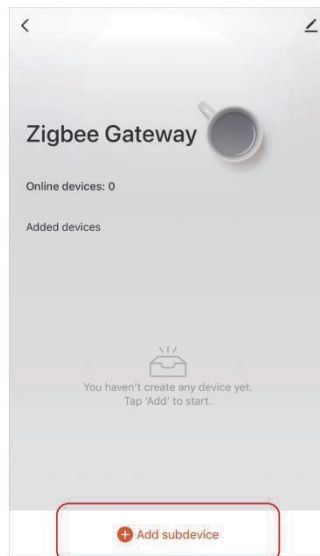 Zigbee Gateway
Online devices: 0
Added devices
You haven't create any device yet.
Tap 'Add' to start.
Add subdevice